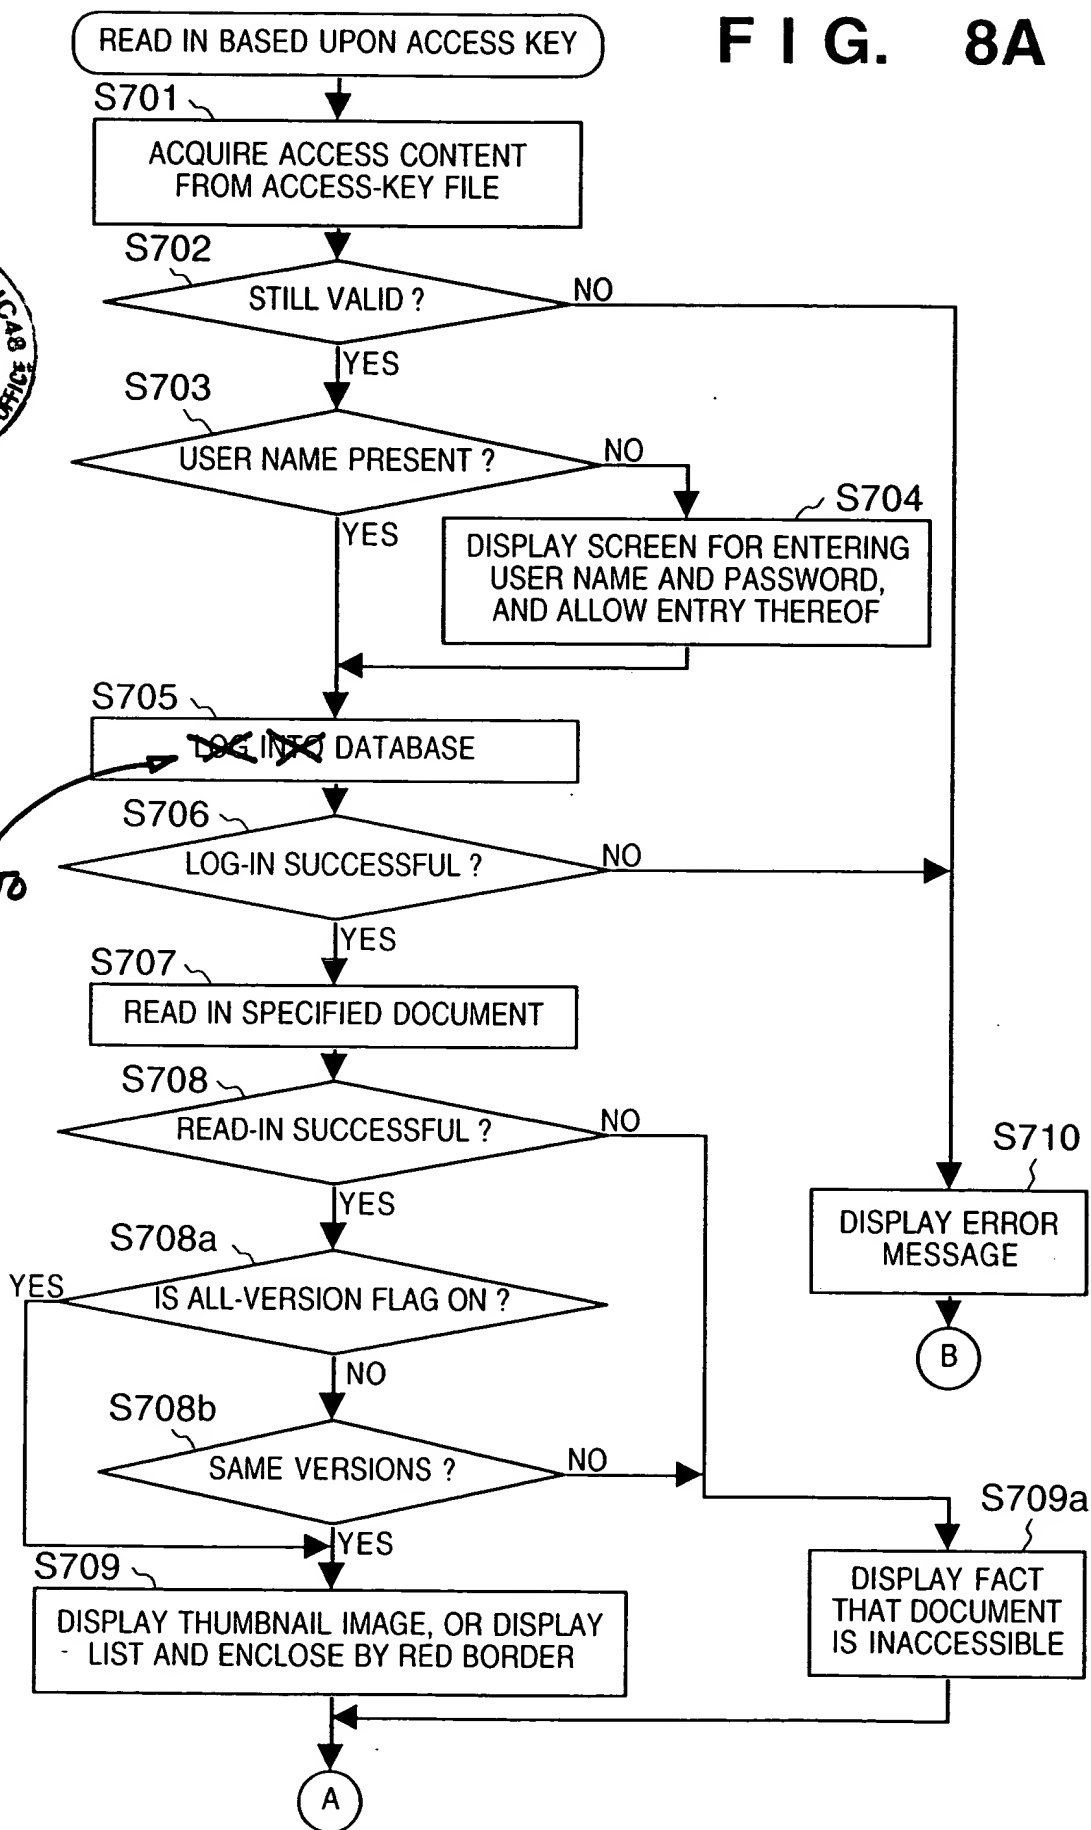 FIG. 8A
READ IN BASED UPON ACCESS KEY
S701
ACQUIRE ACCESS CONTENT
FROM ACCESS-KEY FILE
S702
STILL VALID ?
NO
YES
S703
USER NAME PRESENT ?
NO
YES
S704
DISPLAY SCREEN FOR ENTERING
USER NAME AND PASSWORD,
AND ALLOW ENTRY THEREOF
S705
LOG INTO DATABASE
S706
LOG-IN SUCCESSFUL ?
NO
YES
S707
READ IN SPECIFIED DOCUMENT
S708
READ-IN SUCCESSFUL ?
NO
YES
S710
DISPLAY ERROR
MESSAGE
B
S708a
YES
IS ALL-VERSION FLAG ON ?
NO
S708b
SAME VERSIONS ?
NO
YES
S709a
DISPLAY FACT
THAT DOCUMENT
IS INACCESSIBLE
S709
DISPLAY THUMBNAIL IMAGE, OR DISPLAY
LIST AND ENCLOSE BY RED BORDER
A
OFFICE